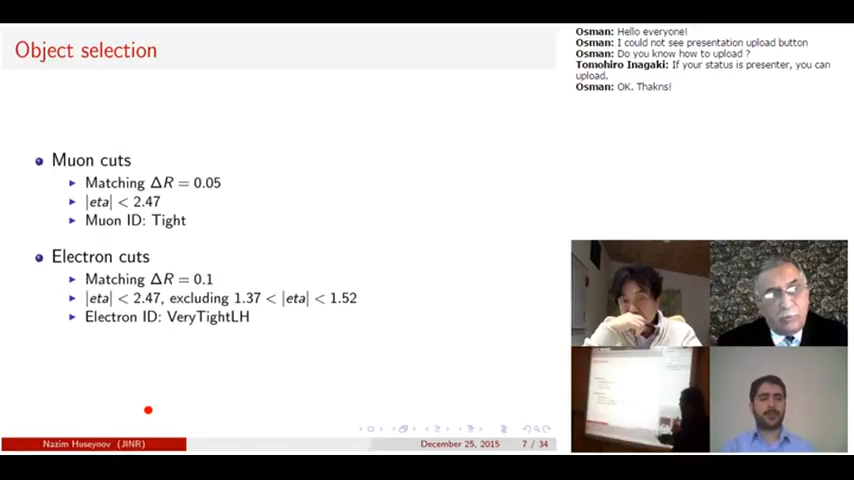 Object selection
Muon cuts
Matching ΔR = 0.05
|eta| < 2.47
Muon ID: Tight
Electron cuts
Matching ΔR = 0.1
|eta| < 2.47, excluding 1.37 < |eta| < 1.52
Electron ID: VeryTightLH
Nazim Huseynov (JINR)
December 25, 2015
7 / 34
Osman: Hello everyone!
Osman: I could not see presentation upload button
Osman: Do you know how to upload ?
Tomohiro Inagaki: If your status is presenter, you can
upload.
Osman: OK. Thakns!